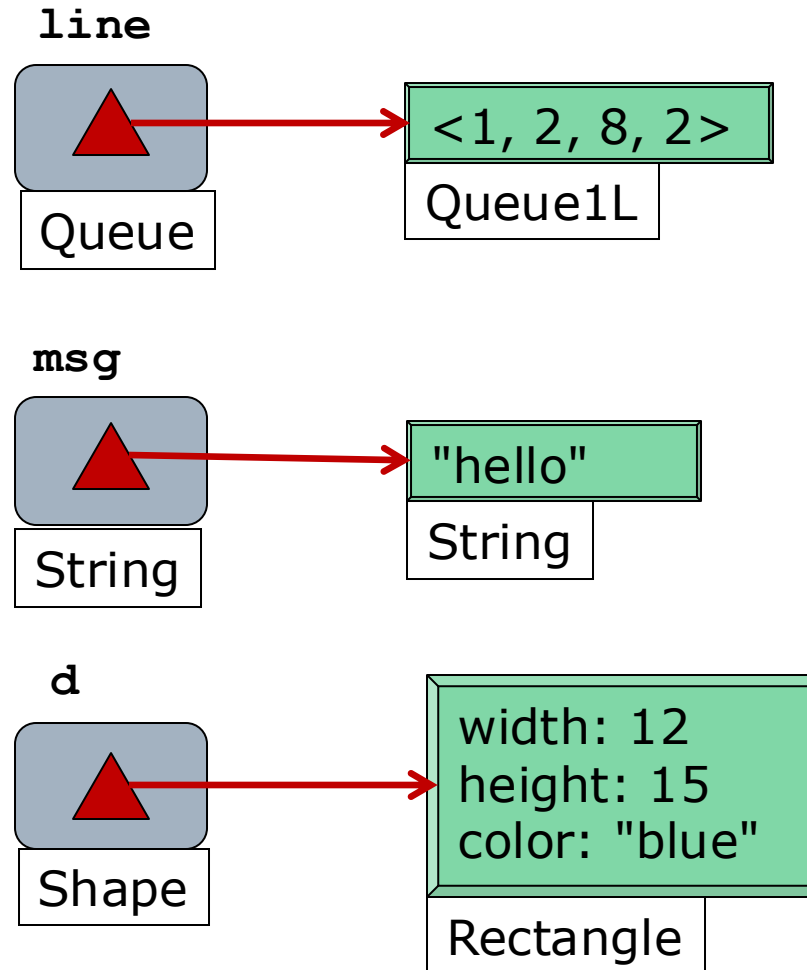 line
<1, 2, 8, 2>
Queue
Queue1L
msg
"hello"
String
String
d
width: 12
height: 15
color: "blue"
Shape
Rectangle